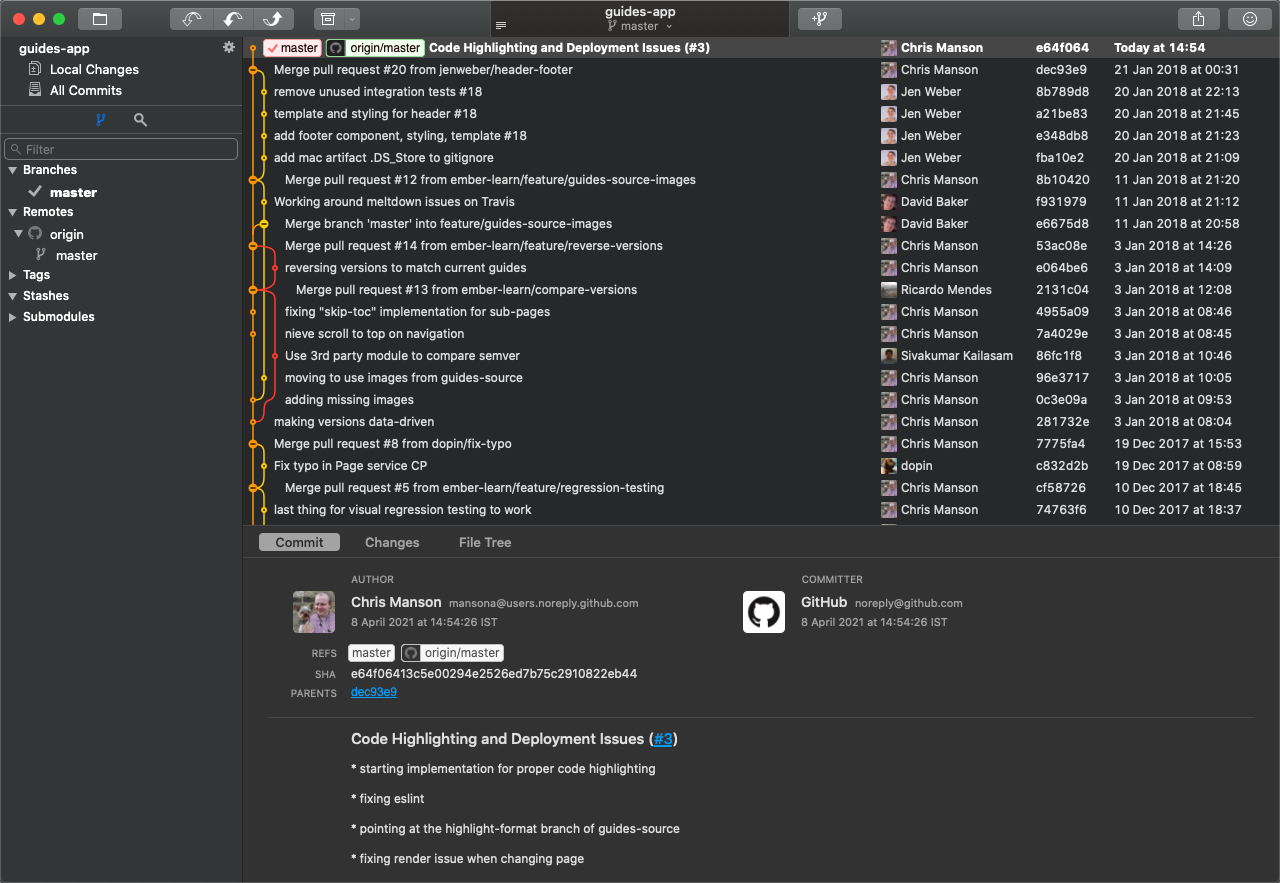 guides-app
master
guides-app
Local Changes
All Commits
Filter
Branches
master
Remotes
origin
master
Tags
Stashes
Submodules
master origin/master Code Highlighting and Deployment Issues (#3) Chris Manson e64f064 Today at 14:54
Merge pull request #20 from jenweber/header-footer Chris Manson dec93e9 21 Jan 2018 at 00:31
remove unused integration tests #18 Jen Weber 8b789d8 20 Jan 2018 at 22:13
template and styling for header #18 Jen Weber a21be83 20 Jan 2018 at 21:45
add footer component, styling, template #18 Jen Weber e348db8 20 Jan 2018 at 21:23
add mac artifact .DS_Store to gitignore Jen Weber fba10e2 20 Jan 2018 at 21:09
Merge pull request #12 from ember-learn/feature/guides-source-images Chris Manson 8b10420 11 Jan 2018 at 21:20
Working around meltdown issues on Travis David Baker f931979 11 Jan 2018 at 21:12
Merge branch 'master' into feature/guides-source-images David Baker e6675d8 11 Jan 2018 at 20:58
Merge pull request #14 from ember-learn/feature/reverse-versions Chris Manson 53ac08e 3 Jan 2018 at 14:26
reversing versions to match current guides Chris Manson e064be6 3 Jan 2018 at 14:09
Merge pull request #13 from ember-learn/compare-versions Ricardo Mendes 2131c04 3 Jan 2018 at 12:08
fixing "skip-toc" implementation for sub-pages Chris Manson 4955a09 3 Jan 2018 at 08:46
nieve scroll to top on navigation Chris Manson 7a4029e 3 Jan 2018 at 08:45
Use 3rd party module to compare semver Sivakumar Kailasam 86fc1f8 3 Jan 2018 at 10:46
moving to use images from guides-source Chris Manson 96e3717 3 Jan 2018 at 10:05
adding missing images Chris Manson 0c3e09a 3 Jan 2018 at 09:53
making versions data-driven Chris Manson 281732e 3 Jan 2018 at 08:04
Merge pull request #8 from dopin/fix-typo Chris Manson 7775fa4 19 Dec 2017 at 15:53
Fix typo in Page service CP dopin c832d2b 19 Dec 2017 at 08:59
Merge pull request #5 from ember-learn/feature/regression-testing Chris Manson cf58726 10 Dec 2017 at 18:45
last thing for visual regression testing to work Chris Manson 74763f6 10 Dec 2017 at 18:37
Commit Changes File Tree
AUTHOR
Chris Manson mansona@users.noreply.github.com
8 April 2021 at 14:54:26 IST
COMMITTER
GitHub noreply@github.com
8 April 2021 at 14:54:26 IST
REFS master origin/master
SHA e64f06413c5e00294e2526ed7b75c2910822eb44
PARENTS dec93e9
Code Highlighting and Deployment Issues (#3)
* starting implementation for proper code highlighting
* fixing eslint
* pointing at the highlight-format branch of guides-source
* fixing render issue when changing page